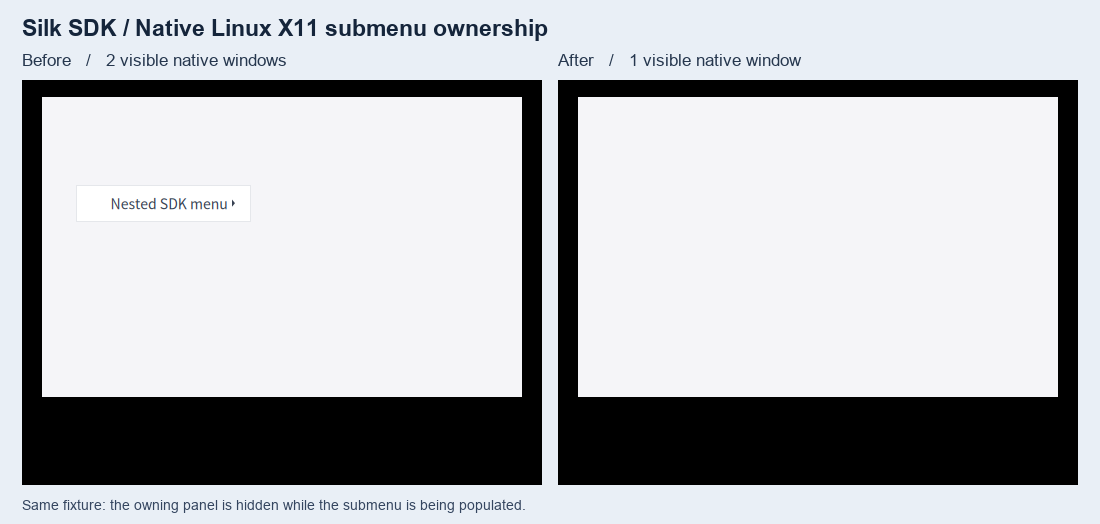 Silk SDK / Native Linux X11 submenu ownership
Before / 2 visible native windows
After / 1 visible native window
Nested SDK menu
Same fixture: the owning panel is hidden while the submenu is being populated.